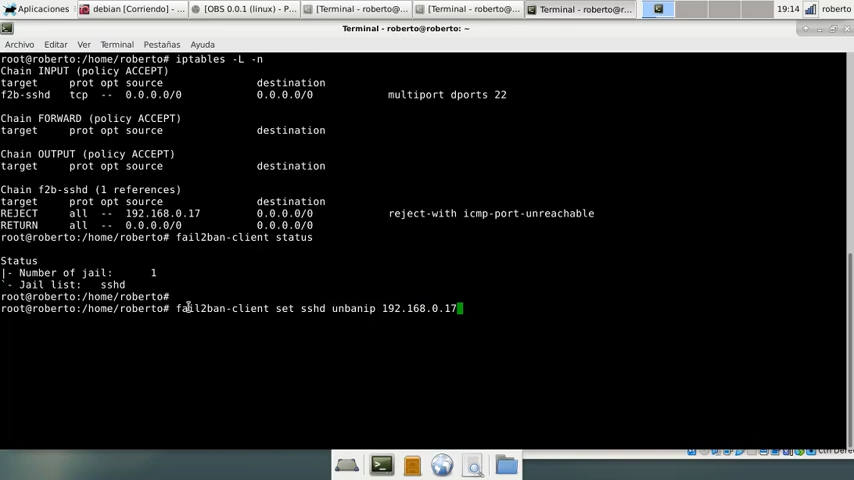 Aplicaciones debian [Corriendo] - ... [OBS 0.0.1 (linux) - P... [Terminal - roberto@... [Terminal - roberto@... Terminal - roberto@r... 19:14 roberto
Terminal - roberto@roberto: ~
Archivo Editar Ver Terminal Pestañas Ayuda
root@roberto:/home/roberto# iptables -L -n
Chain INPUT (policy ACCEPT)
target prot opt source destination
f2b-sshd tcp -- 0.0.0.0/0 0.0.0.0/0 multiport dports 22
Chain FORWARD (policy ACCEPT)
target prot opt source destination
Chain OUTPUT (policy ACCEPT)
target prot opt source destination
Chain f2b-sshd (1 references)
target prot opt source destination
REJECT all -- 192.168.0.17 0.0.0.0/0 reject-with icmp-port-unreachable
RETURN all -- 0.0.0.0/0 0.0.0.0/0
root@roberto:/home/roberto# fail2ban-client status
Status
|- Number of jail: 1
`- Jail list: sshd
root@roberto:/home/roberto#
root@roberto:/home/roberto# fail2ban-client set sshd unbanip 192.168.0.17
Ctrl Derec